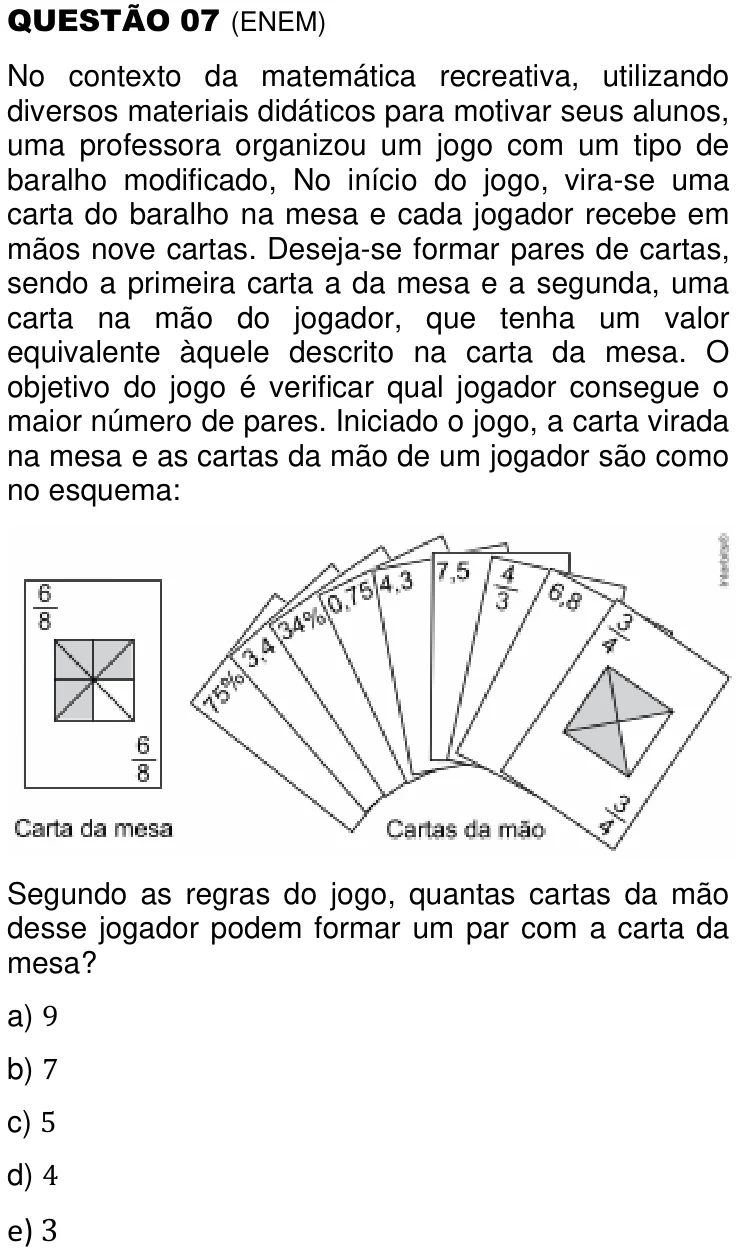 QUESTÃO 07 (ENEM)
No contexto da matemática recreativa, utilizando
diversos materiais didáticos para motivar seus alunos,
uma professora organizou um jogo com um tipo de
baralho modificado, No início do jogo, vira-se uma
carta do baralho na mesa e cada jogador recebe em
mãos nove cartas. Deseja-se formar pares de cartas,
sendo a primeira carta a da mesa e a segunda, uma
carta na mão do jogador, que tenha um valor
equivalente àquele descrito na carta da mesa. O
objetivo do jogo é verificar qual jogador consegue o
maior número de pares. Iniciado o jogo, a carta virada
na mesa e as cartas da mão de um jogador são como
no esquema:
6
8
6
8
Carta da mesa
75%
3,4
34%
0,75
4,3
7,5
4
3
6,8
3
4
3
4
Cartas da mão
Segundo as regras do jogo, quantas cartas da mão
desse jogador podem formar um par com a carta da
mesa?
a) 9
b) 7
c) 5
d) 4
e) 3